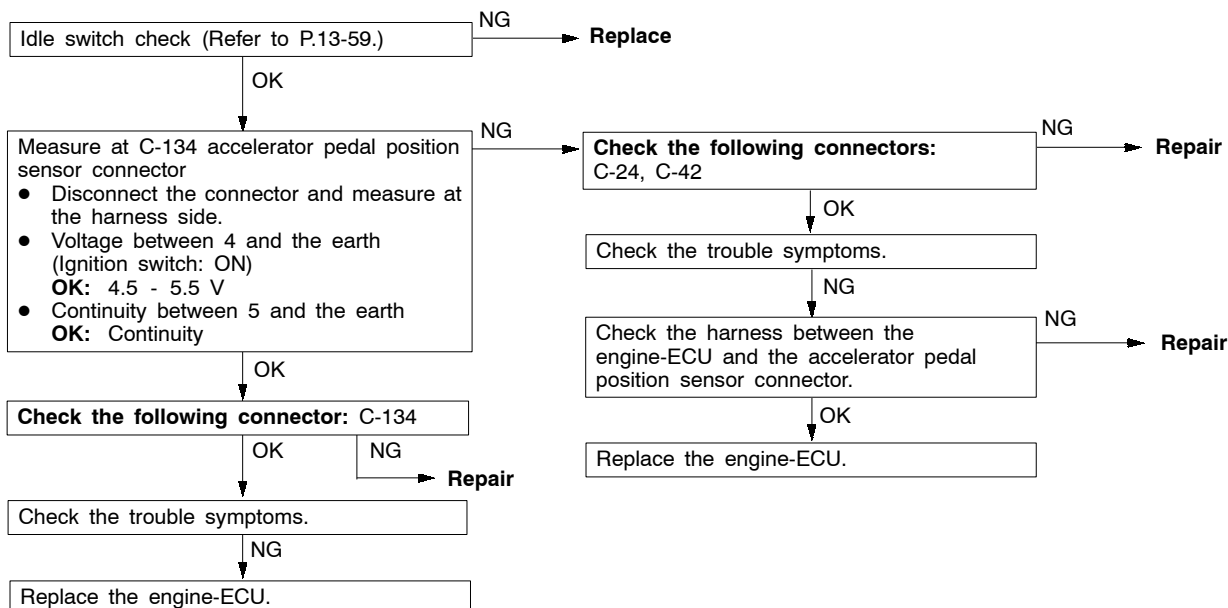 Idle switch check (Refer to P.13-59.)
NG
Replace
OK
Measure at C-134 accelerator pedal position
sensor connector
● Disconnect the connector and measure at
the harness side.
● Voltage between 4 and the earth
(Ignition switch: ON)
OK: 4.5 - 5.5 V
● Continuity between 5 and the earth
OK: Continuity
NG
OK
Check the following connector: C-134
OK
NG
Repair
Check the trouble symptoms.
NG
Replace the engine-ECU.
Check the following connectors:
C-24, C-42
NG
Repair
OK
Check the trouble symptoms.
NG
Check the harness between the
engine-ECU and the accelerator pedal
position sensor connector.
NG
Repair
OK
Replace the engine-ECU.